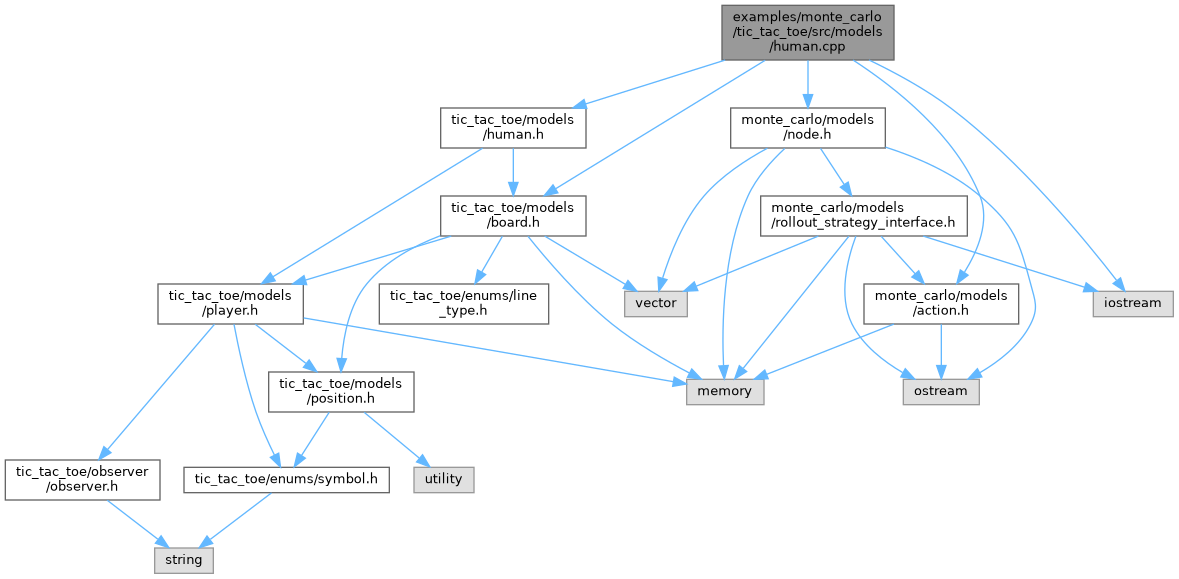 examples/monte_carlo
/tic_tac_toe/src/models
/human.cpp
tic_tac_toe/models
/human.h
monte_carlo/models
/node.h
tic_tac_toe/models
/board.h
monte_carlo/models
/rollout_strategy_interface.h
tic_tac_toe/models
/player.h
tic_tac_toe/enums/line
_type.h
vector
monte_carlo/models
/action.h
iostream
tic_tac_toe/models
/position.h
memory
ostream
tic_tac_toe/observer
/observer.h
tic_tac_toe/enums/symbol.h
utility
string